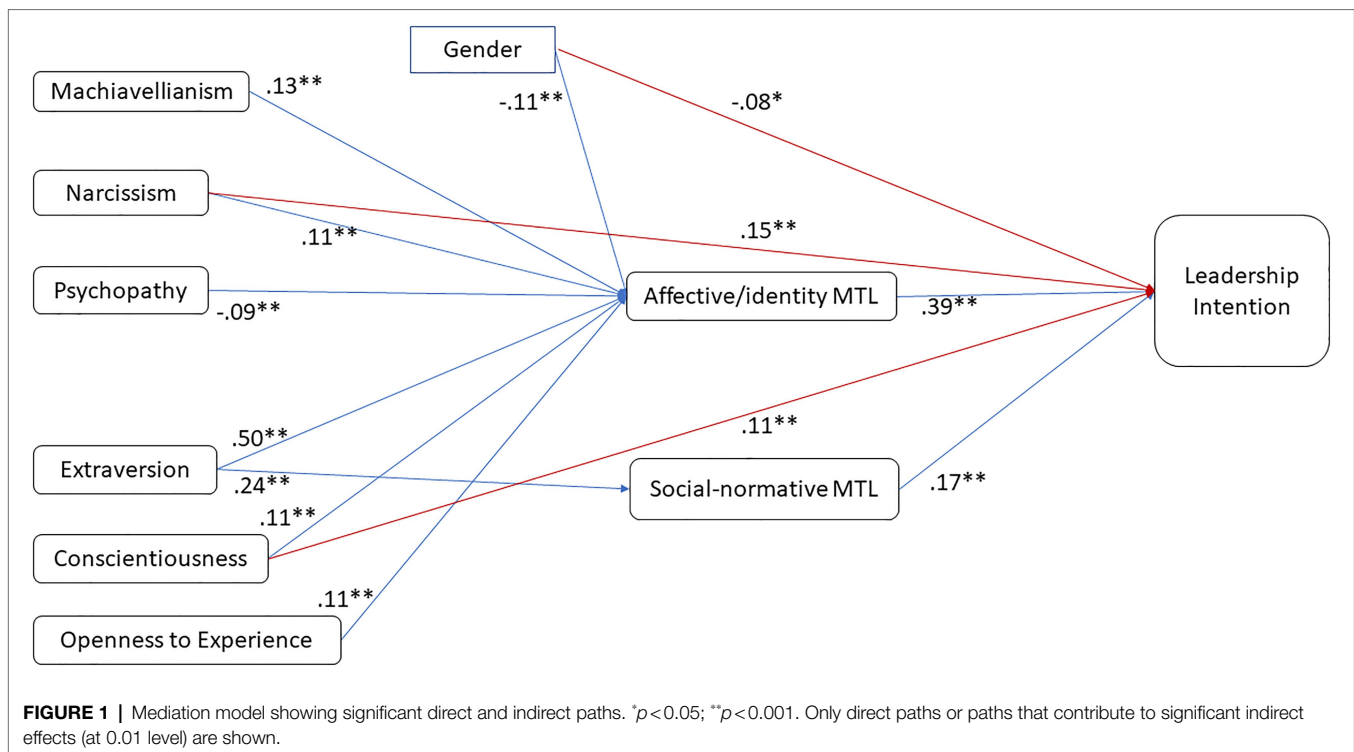 Gender
Machiavellianism
.13**
-.11**
-.08*
Narcissism
.11**
.15**
Psychopathy
-.09**
Affective/identity MTL
.39**
Leadership
Intention
.50**
Extraversion
.24**
.11**
Social-normative MTL
.17**
.11**
Conscientiousness
.11**
Openness to Experience
FIGURE 1 | Mediation model showing significant direct and indirect paths. *p<0.05; **p<0.001. Only direct paths or paths that contribute to significant indirect
effects (at 0.01 level) are shown.